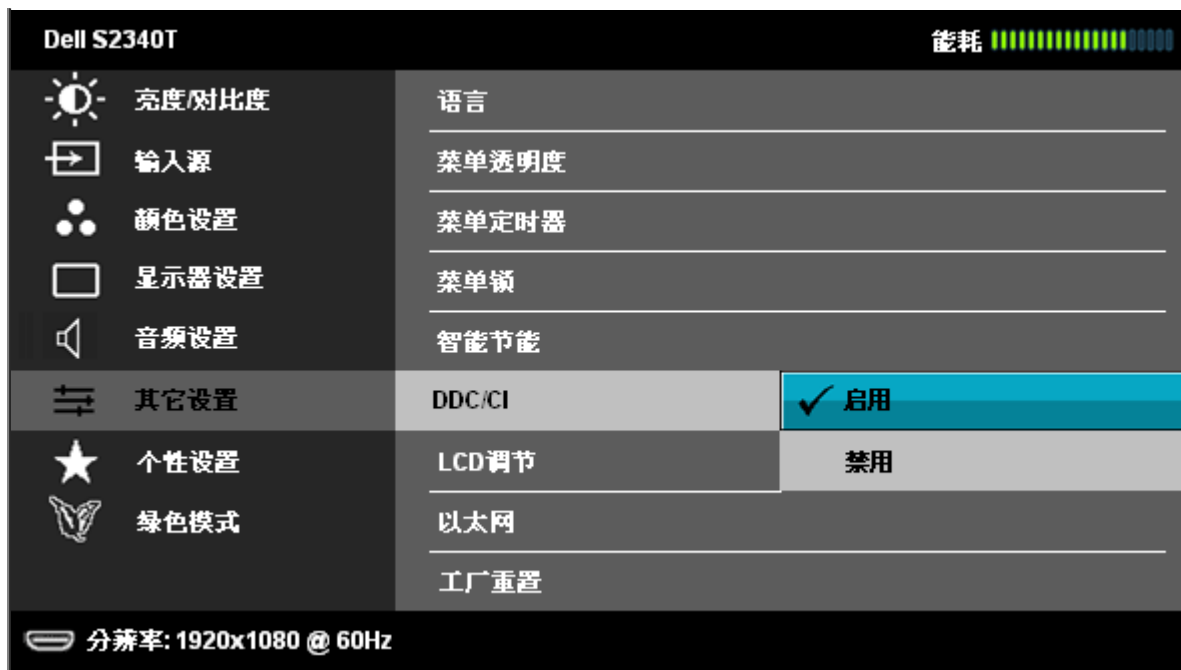 Dell S2340T 能耗
亮度/对比度 语言
输入源 菜单透明度
颜色设置 菜单定时器
显示器设置 菜单锁
音频设置 智能节能
其它设置 DDC/CI 启用
个性设置 LCD调节 禁用
绿色模式 以太网
工厂重置
分辨率: 1920x1080 @ 60Hz